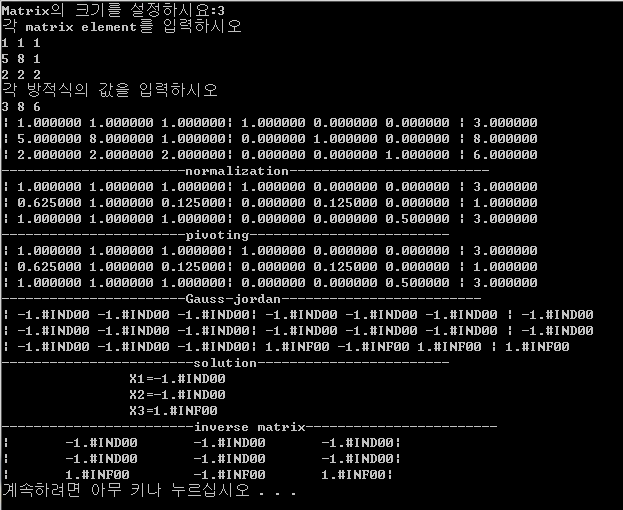 Matrix의 크기를 설정하시요:3
각 matrix element를 입력하시오
1 1 1
5 8 1
2 2 2
각 방적식의 값을 입력하시오
3 8 6
¦ 1.000000 1.000000 1.000000¦ 1.000000 0.000000 0.000000 ¦ 3.000000
¦ 5.000000 8.000000 1.000000¦ 0.000000 1.000000 0.000000 ¦ 8.000000
¦ 2.000000 2.000000 2.000000¦ 0.000000 0.000000 1.000000 ¦ 6.000000
-----------------------normalization-------------------------
¦ 1.000000 1.000000 1.000000¦ 1.000000 0.000000 0.000000 ¦ 3.000000
¦ 0.625000 1.000000 0.125000¦ 0.000000 0.125000 0.000000 ¦ 1.000000
¦ 1.000000 1.000000 1.000000¦ 0.000000 0.000000 0.500000 ¦ 3.000000
-----------------------pivoting-------------------------
¦ 1.000000 1.000000 1.000000¦ 1.000000 0.000000 0.000000 ¦ 3.000000
¦ 0.625000 1.000000 0.125000¦ 0.000000 0.125000 0.000000 ¦ 1.000000
¦ 1.000000 1.000000 1.000000¦ 0.000000 0.000000 0.500000 ¦ 3.000000
-----------------------Gauss-jordan-------------------------
¦ -1.#IND00 -1.#IND00 -1.#IND00¦ -1.#IND00 -1.#IND00 -1.#IND00 ¦ -1.#IND00
¦ -1.#IND00 -1.#IND00 -1.#IND00¦ -1.#IND00 -1.#IND00 -1.#IND00 ¦ -1.#IND00
¦ -1.#IND00 -1.#IND00 -1.#IND00¦ 1.#INF00 -1.#INF00 1.#INF00 ¦ 1.#INF00
------------------------solution------------------------
X1=-1.#IND00
X2=-1.#IND00
X3=1.#INF00
------------------------inverse matrix------------------------
¦ -1.#IND00 -1.#IND00 -1.#IND00¦
¦ -1.#IND00 -1.#IND00 -1.#IND00¦
¦ 1.#INF00 -1.#INF00 1.#INF00¦
계속하려면 아무 키나 누르십시오 . . .